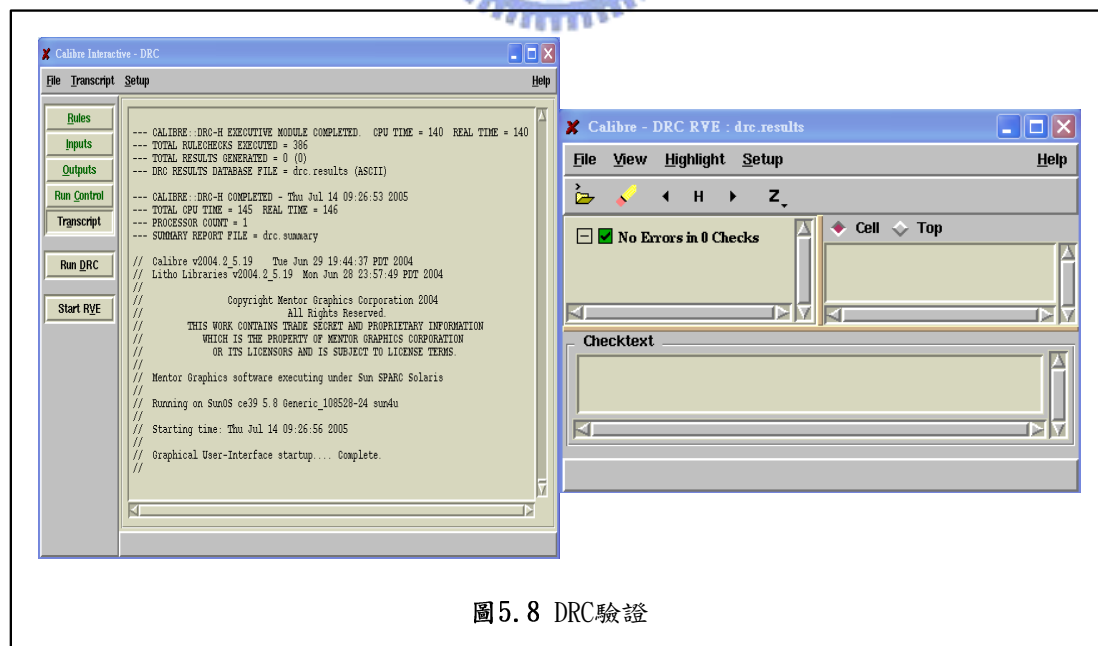 Calibre Interactive - DRC
File Transcript Setup Help
Rules
Inputs
Outputs
Run Control
Transcript
Run DRC
Start RVE
--- CALIBRE::DRC-H EXECUTIVE MODULE COMPLETED. CPU TIME = 140 REAL TIME = 140
--- TOTAL RULECHECKS EXECUTED = 386
--- TOTAL RESULTS GENERATED = 0 (0)
--- DRC RESULTS DATABASE FILE = drc.results (ASCII)
--- CALIBRE::DRC-H COMPLETED - Thu Jul 14 09:26:53 2005
--- TOTAL CPU TIME = 145 REAL TIME = 146
--- PROCESSOR COUNT = 1
--- SUMMARY REPORT FILE = drc.summary
// Calibre v2004.2_5.19 Tue Jun 29 19:44:37 PDT 2004
// Litho Libraries v2004.2_5.19 Mon Jun 28 23:57:49 PDT 2004
//
// Copyright Mentor Graphics Corporation 2004
// All Rights Reserved.
// THIS WORK CONTAINS TRADE SECRET AND PROPRIETARY INFORMATION
// WHICH IS THE PROPERTY OF MENTOR GRAPHICS CORPORATION
// OR ITS LICENSORS AND IS SUBJECT TO LICENSE TERMS.
//
// Mentor Graphics software executing under Sun SPARC Solaris
//
// Running on SunOS ce39 5.8 Generic_108528-24 sun4u
//
// Starting time: Thu Jul 14 09:26:56 2005
//
// Graphical User-Interface startup.... Complete.
//
Calibre - DRC RVE : drc.results
File View Highlight Setup Help
H Z
No Errors in 0 Checks
Cell Top
Checktext
圖5.8 DRC驗證